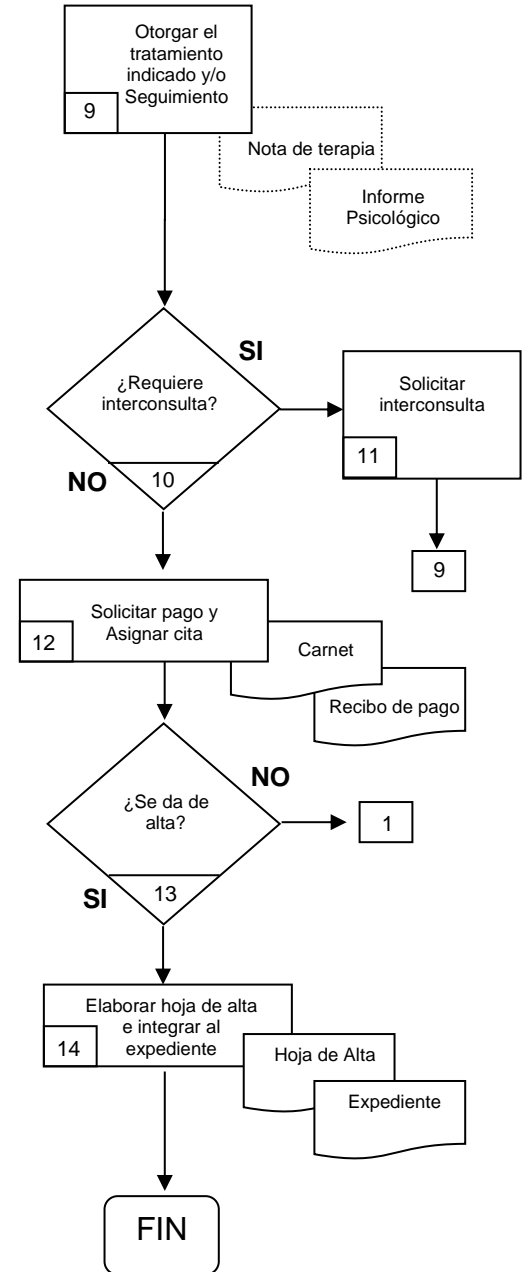 Otorgar el
tratamiento
indicado y/o
Seguimiento
9
Nota de terapia
Informe
Psicológico
SI
¿Requiere
interconsulta?
NO
10
Solicitar
interconsulta
11
9
Solicitar pago y
Asignar cita
12
Carnet
Recibo de pago
NO
¿Se da de
alta?
1
SI
13
Elaborar hoja de alta
e integrar al
expediente
14
Hoja de Alta
Expediente
FIN